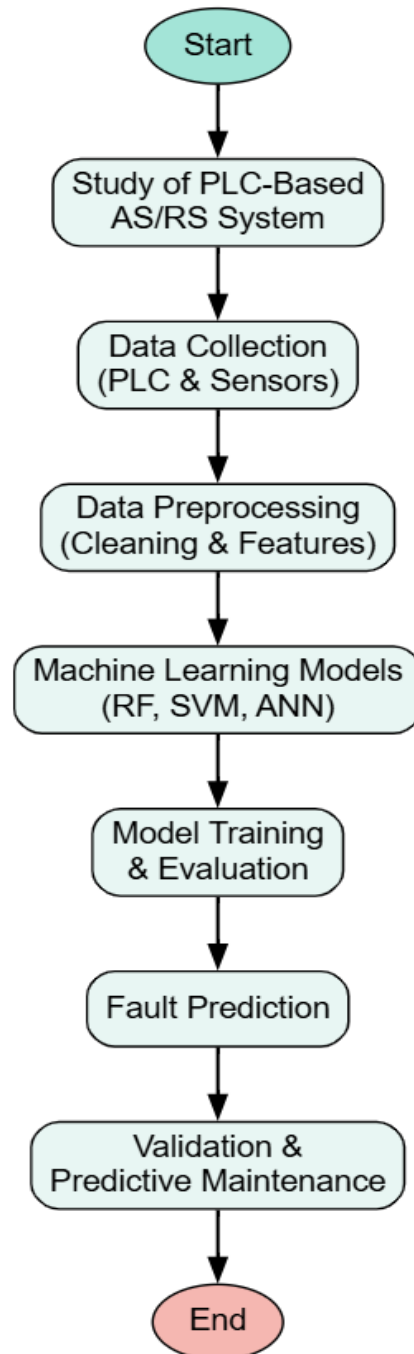 Start
Study of PLC-Based
AS/RS System
Data Collection
(PLC & Sensors)
Data Preprocessing
(Cleaning & Features)
Machine Learning Models
(RF, SVM, ANN)
Model Training
& Evaluation
Fault Prediction
Validation &
Predictive Maintenance
End